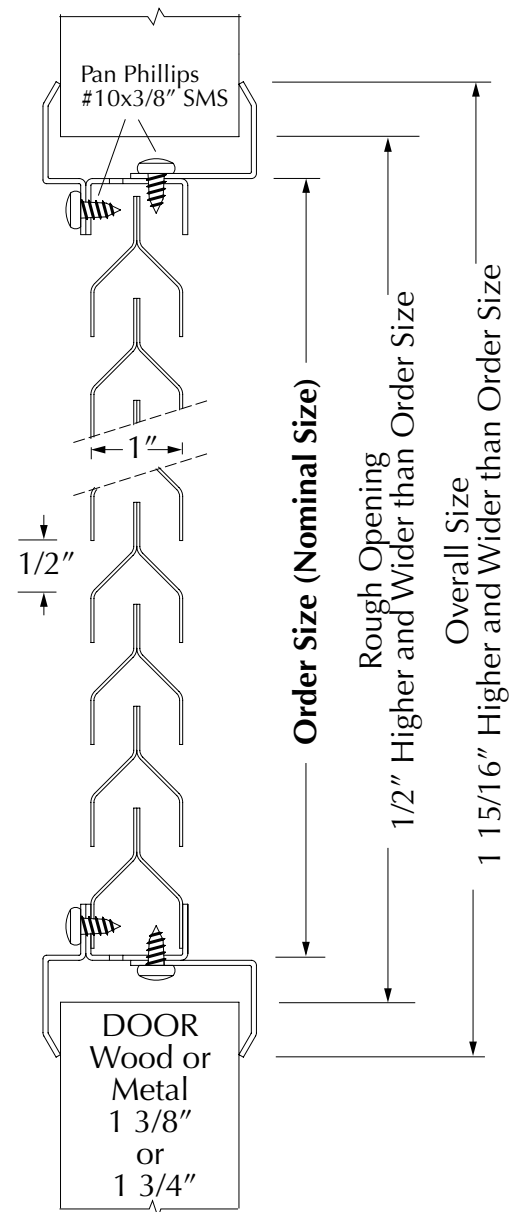 Pan Phillips
#10x3/8″ SMS
1″
1/2″
Order Size (Nominal Size)
Rough Opening
1/2″ Higher and Wider than Order Size
Overall Size
1 15/16″ Higher and Wider than Order Size
DOOR
Wood or
Metal
1 3/8″
or
1 3/4″